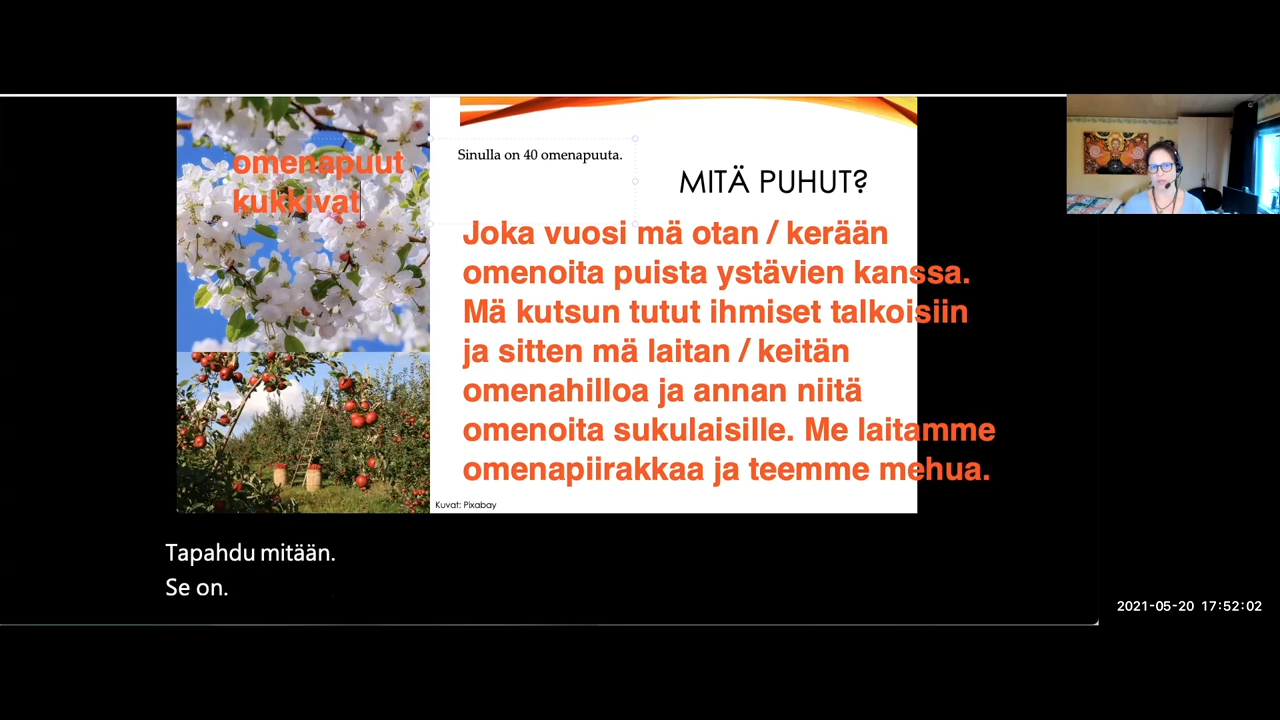 omenapuut
kukkivat
Sinulla on 40 omenapuuta.
MITÄ PUHUT?
Joka vuosi mä otan / kerään
omenoita puista ystävien kanssa.
Mä kutsun tutut ihmiset talkoisiin
ja sitten mä laitan / keitän
omenahilloa ja annan niitä
omenoita sukulaisille. Me laitamme
omenapiirakkaa ja teemme mehua.
Kuvat: Pixabay
Tapahdu mitään.
Se on.
2021-05-20 17:52:02